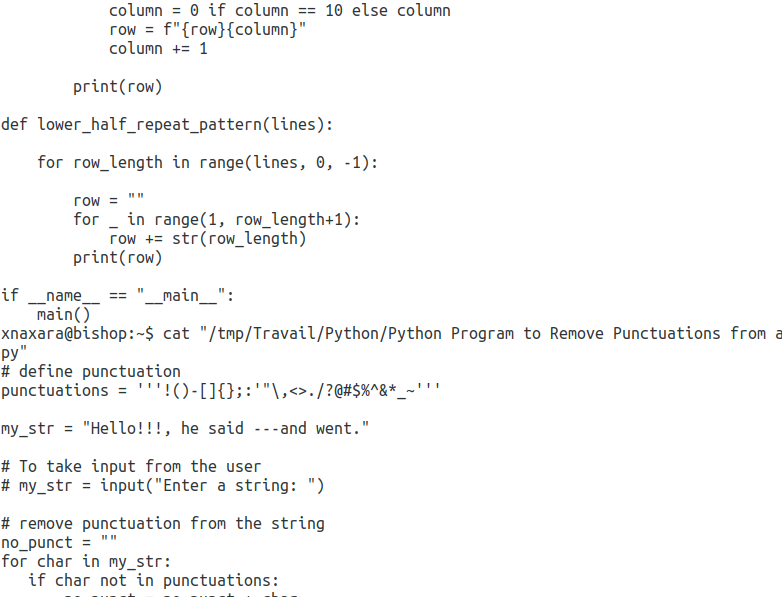 column = 0 if column == 10 else column
            row = f"{row}{column}"
            column += 1

        print(row)

def lower_half_repeat_pattern(lines):

    for row_length in range(lines, 0, -1):

        row = ""
        for _ in range(1, row_length+1):
            row += str(row_length)
        print(row)

if __name__ == "__main__":
    main()
xnaxara@bishop:~$ cat "/tmp/Travail/Python/Python Program to Remove Punctuations from a
py"
# define punctuation
punctuations = '''!()-[]{};:'"\,<>./?@#$%^&*_~'''

my_str = "Hello!!!, he said ---and went."

# To take input from the user
# my_str = input("Enter a string: ")

# remove punctuation from the string
no_punct = ""
for char in my_str:
   if char not in punctuations: